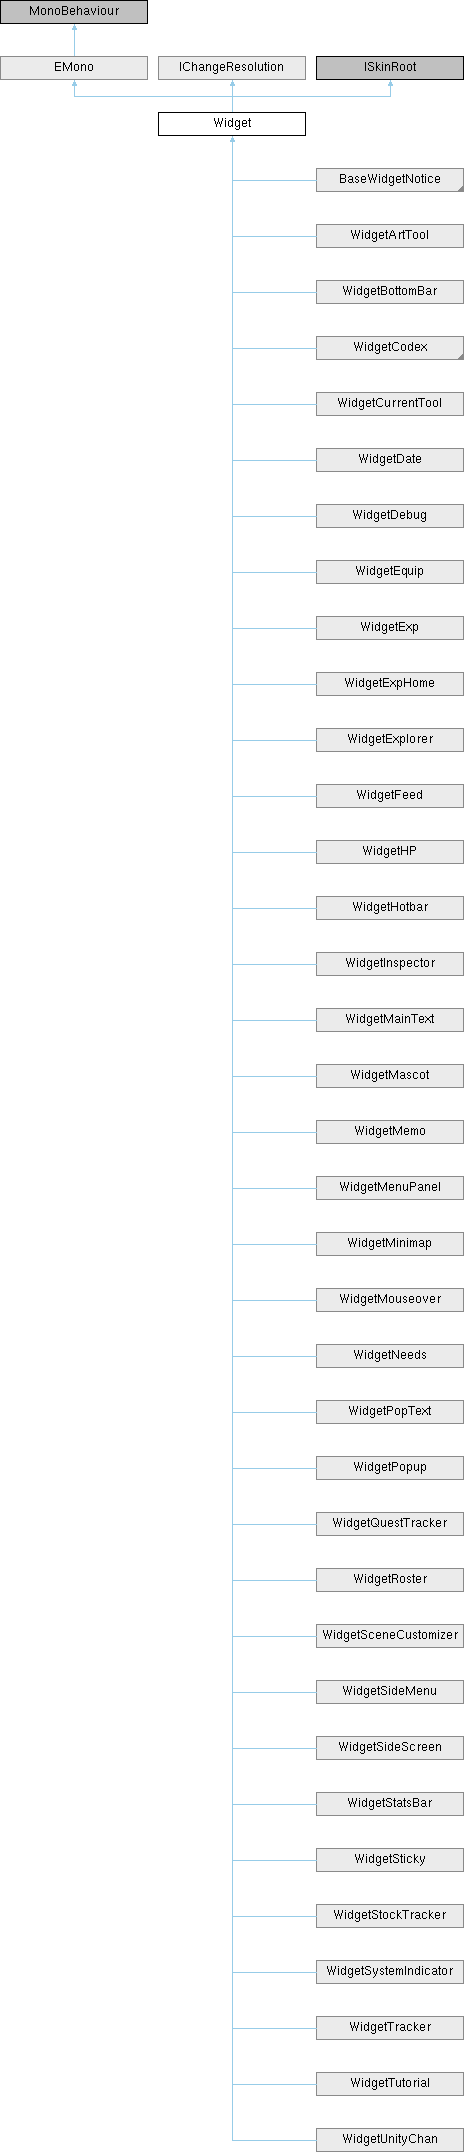 MonoBehaviour
EMono
IChangeResolution
ISkinRoot
Widget
BaseWidgetNotice
WidgetArtTool
WidgetBottomBar
WidgetCodex
WidgetCurrentTool
WidgetDate
WidgetDebug
WidgetEquip
WidgetExp
WidgetExpHome
WidgetExplorer
WidgetFeed
WidgetHP
WidgetHotbar
WidgetInspector
WidgetMainText
WidgetMascot
WidgetMemo
WidgetMenuPanel
WidgetMinimap
WidgetMouseover
WidgetNeeds
WidgetPopText
WidgetPopup
WidgetQuestTracker
WidgetRoster
WidgetSceneCustomizer
WidgetSideMenu
WidgetSideScreen
WidgetStatsBar
WidgetSticky
WidgetStockTracker
WidgetSystemIndicator
WidgetTracker
WidgetTutorial
WidgetUnityChan